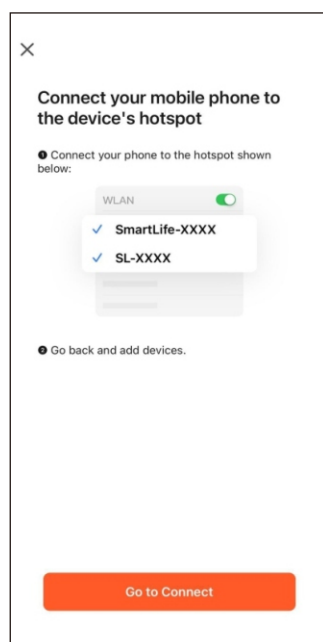 Connect your mobile phone to
the device's hotspot
❶ Connect your phone to the hotspot shown
below:
WLAN
SmartLife-XXXX
SL-XXXX
❷ Go back and add devices.
Go to Connect